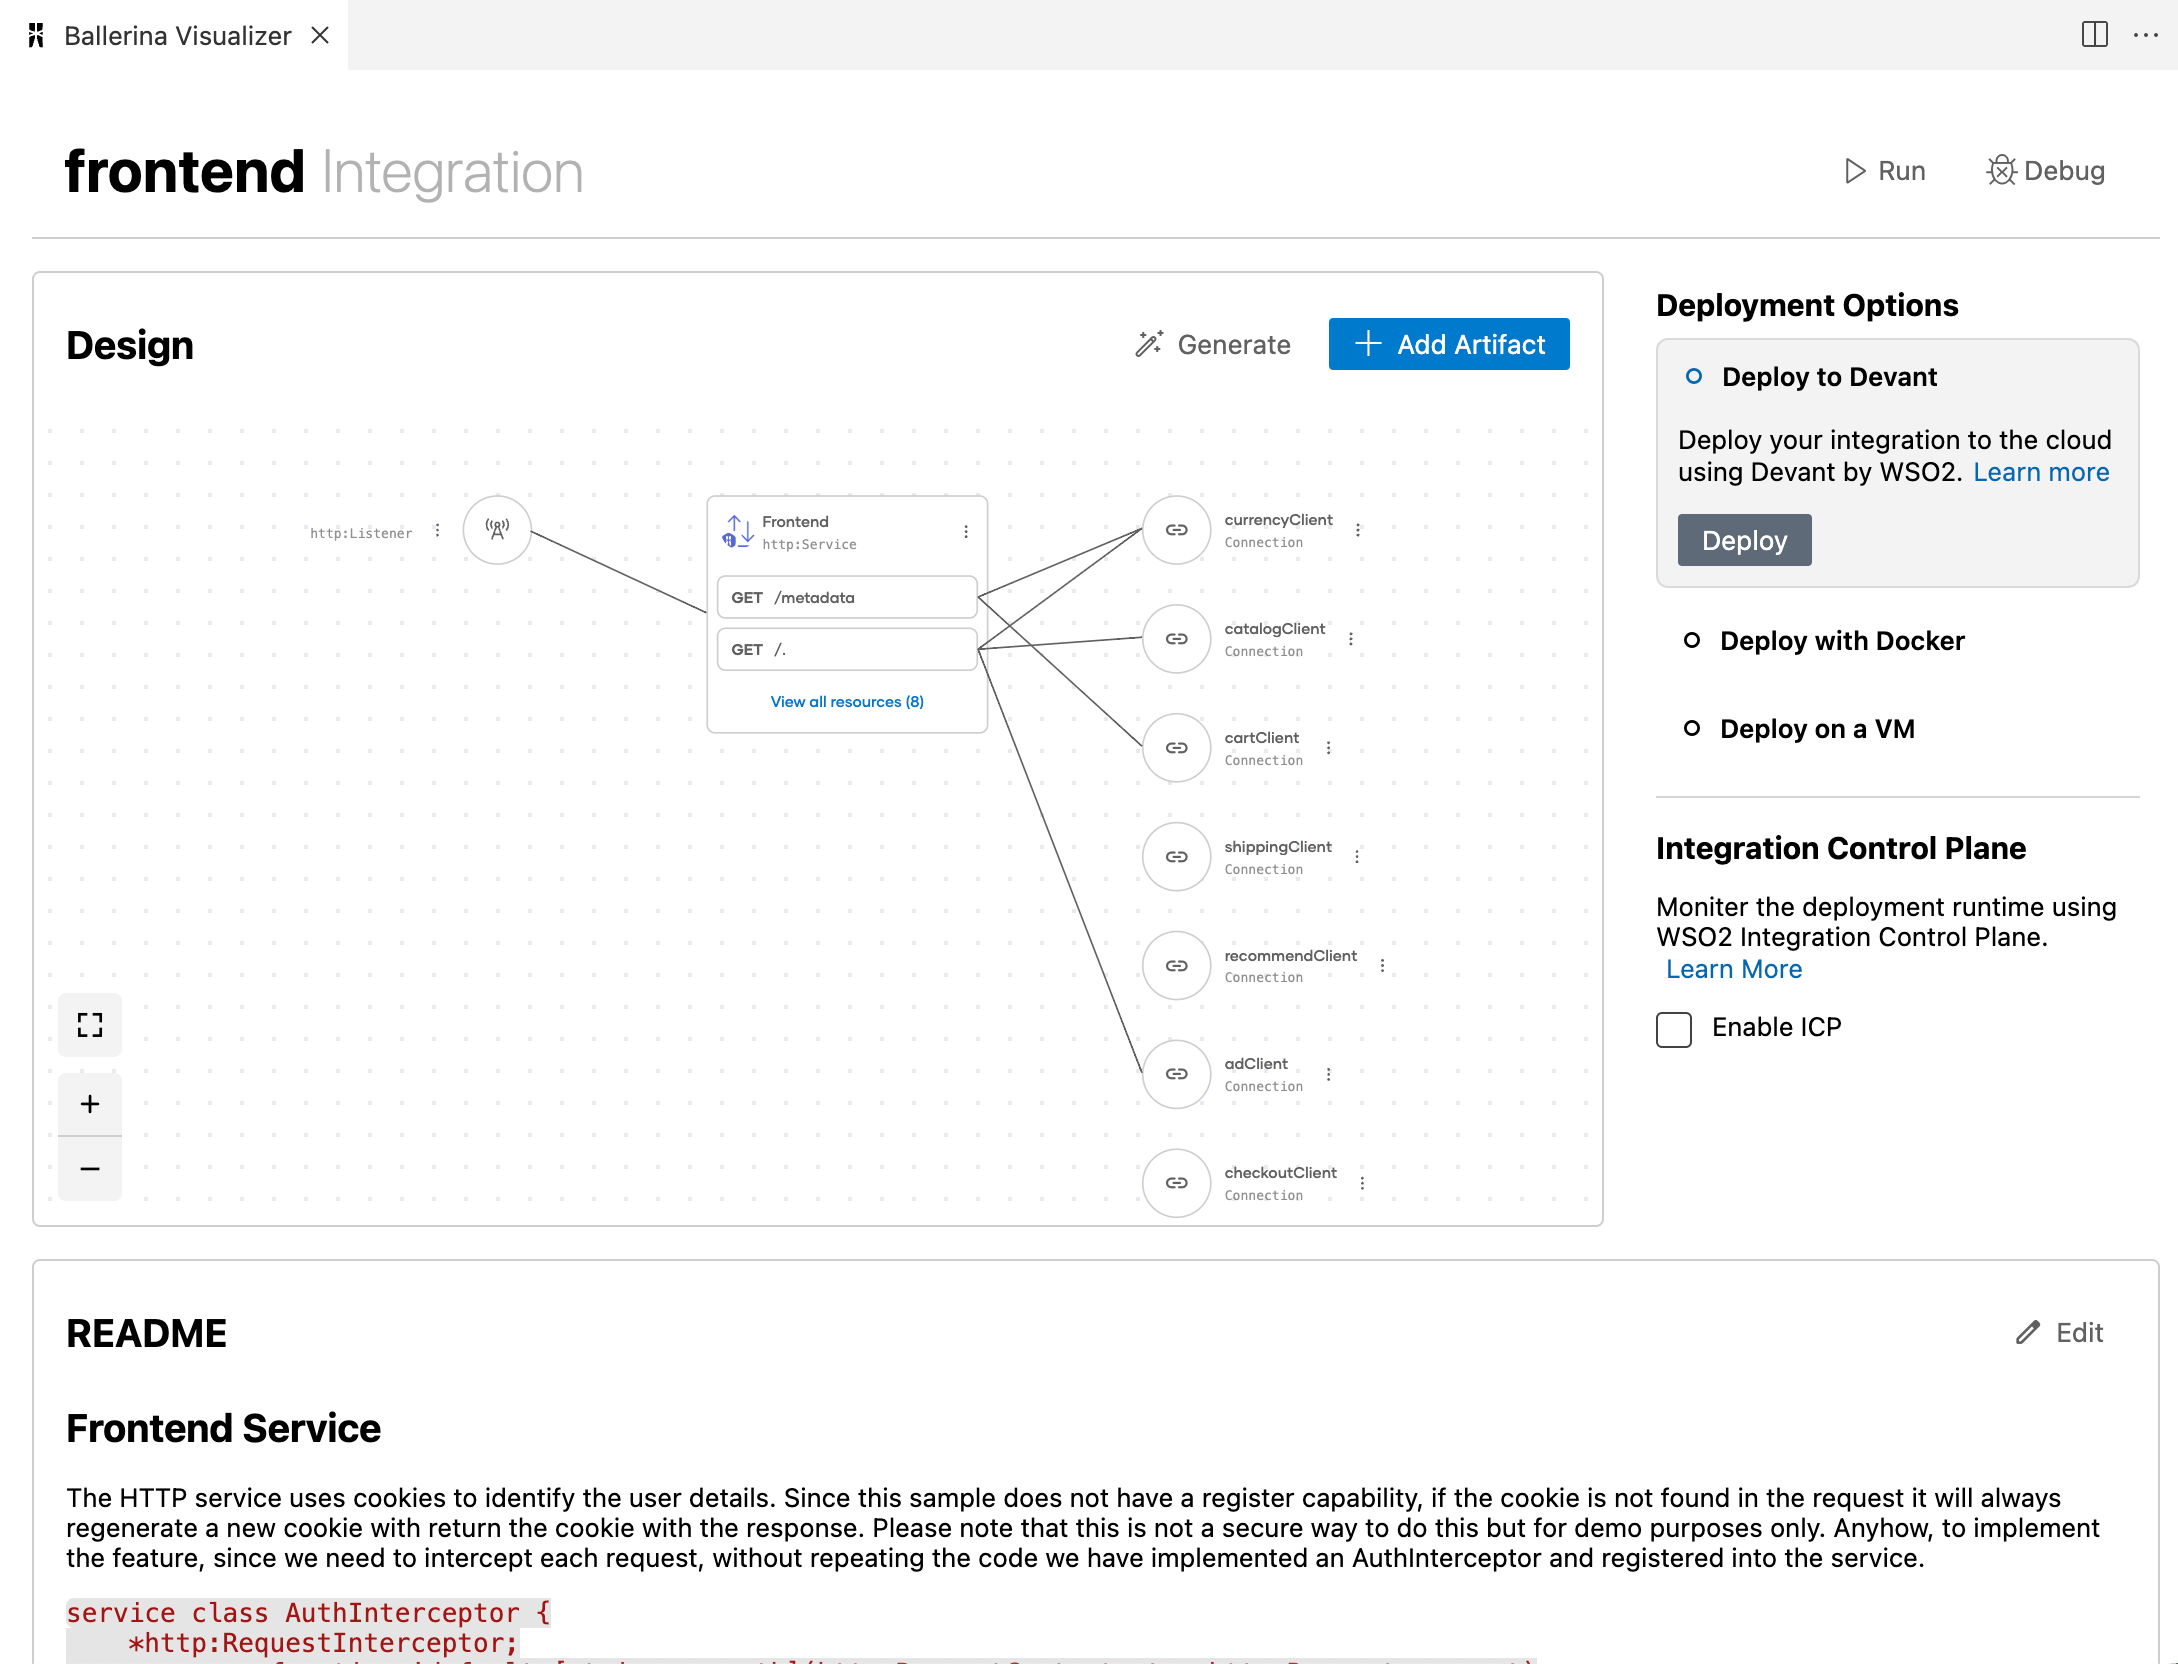 Ballerina Visualizer
frontend Integration
Run
Debug
Design
Generate
Add Artifact
http:Listener
Frontend
http:Service
GET /metadata
GET /.
View all resources (8)
currencyClient
Connection
catalogClient
Connection
cartClient
Connection
shippingClient
Connection
recommendClient
Connection
adClient
Connection
checkoutClient
Connection
Deployment Options
Deploy to Devant
Deploy your integration to the cloud
using Devant by WSO2. Learn more
Deploy
Deploy with Docker
Deploy on a VM
Integration Control Plane
Moniter the deployment runtime using
WSO2 Integration Control Plane.
Learn More
Enable ICP
README
Edit
Frontend Service
The HTTP service uses cookies to identify the user details. Since this sample does not have a register capability, if the cookie is not found in the request it will always
regenerate a new cookie with return the cookie with the response. Please note that this is not a secure way to do this but for demo purposes only. Anyhow, to implement
the feature, since we need to intercept each request, without repeating the code we have implemented an AuthInterceptor and registered into the service.
service class AuthInterceptor {
*http:RequestInterceptor;